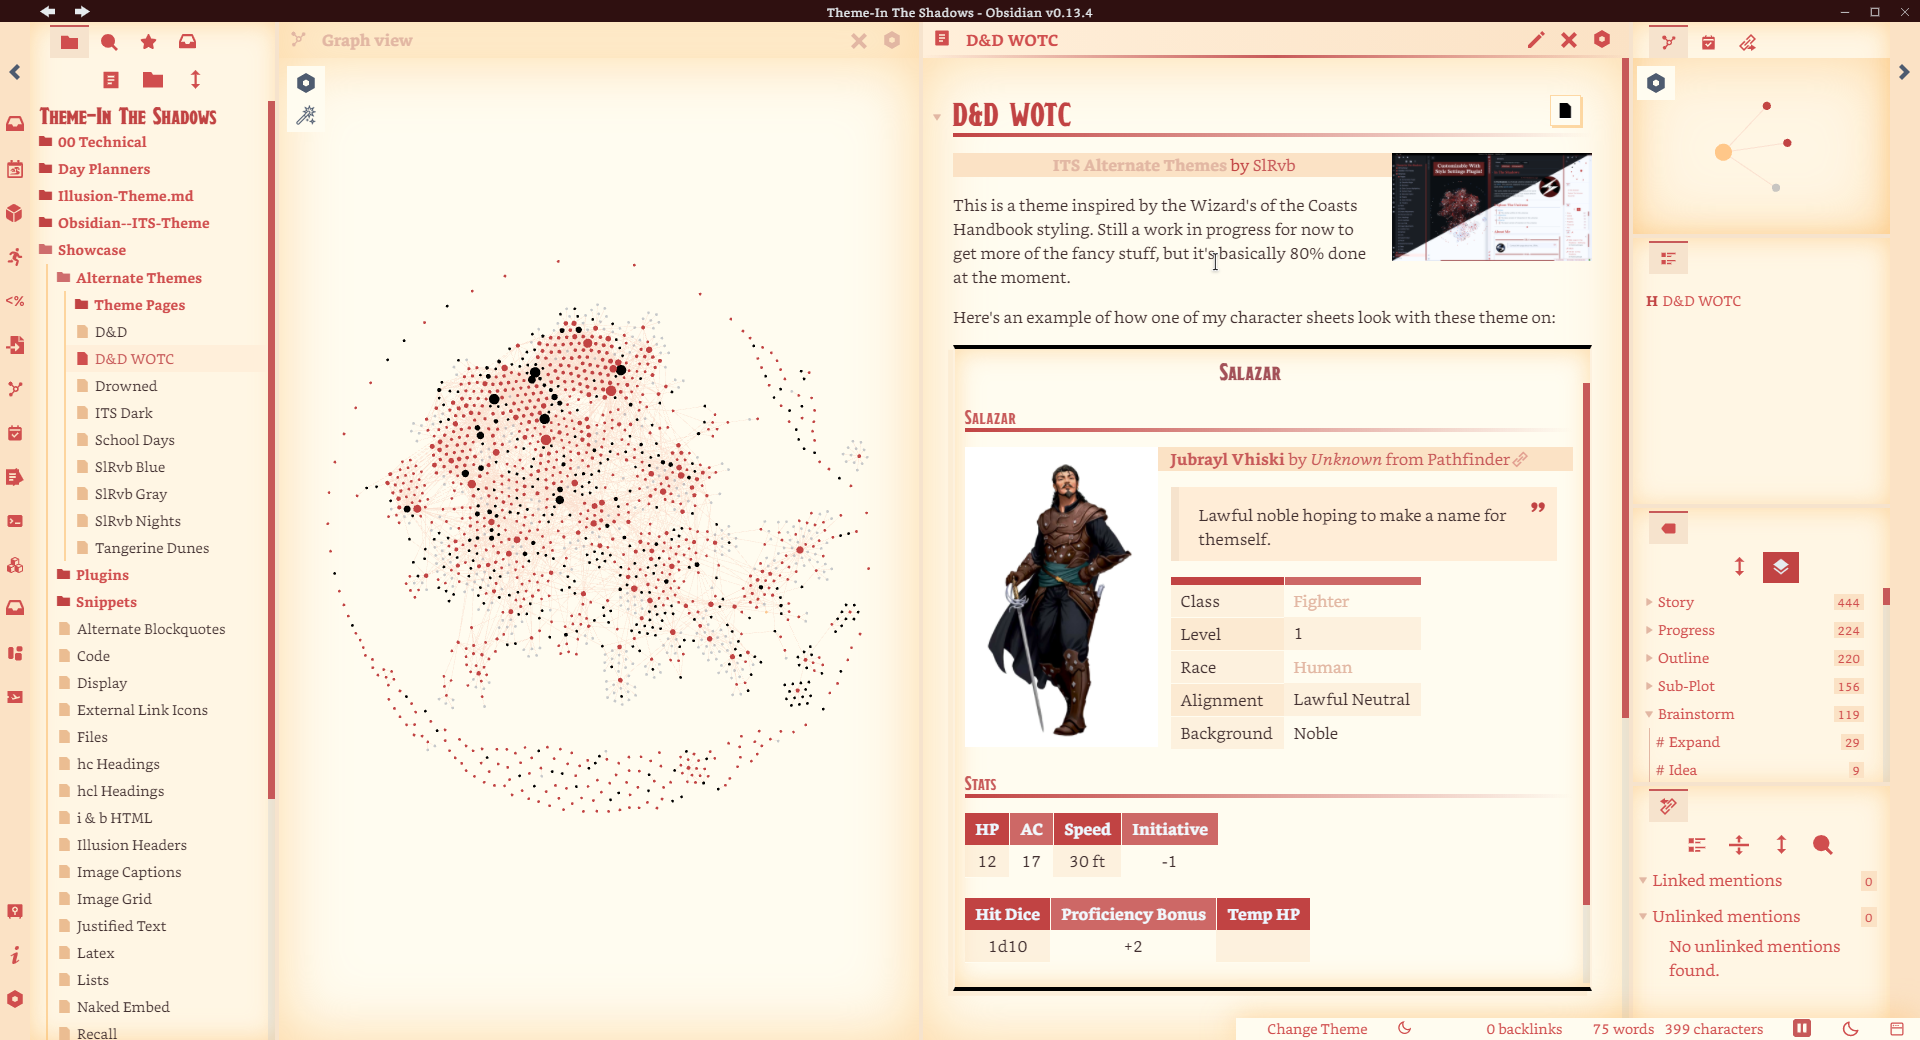 Theme-In The Shadows - Obsidian v0.13.4
Theme-In The Shadows
00 Technical
Day Planners
Illusion-Theme.md
Obsidian--ITS-Theme
Showcase
Alternate Themes
Theme Pages
D&D
D&D WOTC
Drowned
ITS Dark
School Days
SlRvb Blue
SlRvb Gray
SlRvb Nights
Tangerine Dunes
Plugins
Snippets
Alternate Blockquotes
Code
Display
External Link Icons
Files
hc Headings
hcl Headings
i & b HTML
Illusion Headers
Image Captions
Image Grid
Justified Text
Latex
Lists
Naked Embed
Recall
<%
Graph view
D&D WOTC
D&D WOTC
ITS Alternate Themes by SlRvb
Customizable With
Style Settings Plugin!
This is a theme inspired by the Wizard's of the Coasts
Handbook styling. Still a work in progress for now to
get more of the fancy stuff, but it's basically 80% done
at the moment.
Here's an example of how one of my character sheets look with these theme on:
Salazar
Salazar
Jubrayl Vhiski by Unknown from Pathfinder
Lawful noble hoping to make a name for
themself.
Class Fighter
Level 1
Race Human
Alignment Lawful Neutral
Background Noble
Stats
HP AC Speed Initiative
12 17 30 ft -1
Hit Dice Proficiency Bonus Temp HP
1d10 +2
H D&D WOTC
Story 444
Progress 224
Outline 220
Sub-Plot 156
Brainstorm 119
# Expand 29
# Idea 9
Linked mentions 0
Unlinked mentions 0
No unlinked mentions
found.
Change Theme 0 backlinks 75 words 399 characters